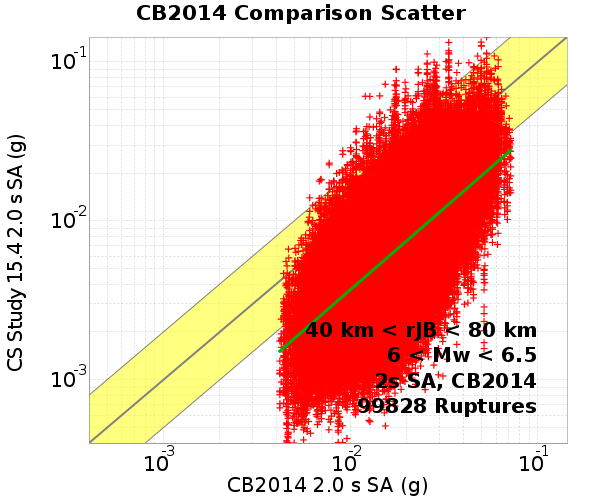 CB2014 Comparison Scatter
CS Study 15.4 2.0 s SA (g)
10-1
10-2
10-3
40 km < rJB < 80 km
6 < Mw < 6.5
2s SA, CB2014
99828 Ruptures
10-3
10-2
10-1
CB2014 2.0 s SA (g)